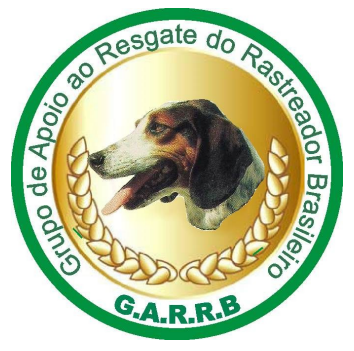 Grupo de Apoio ao Resgate do Rastreador Brasileiro
G.A.R.R.B